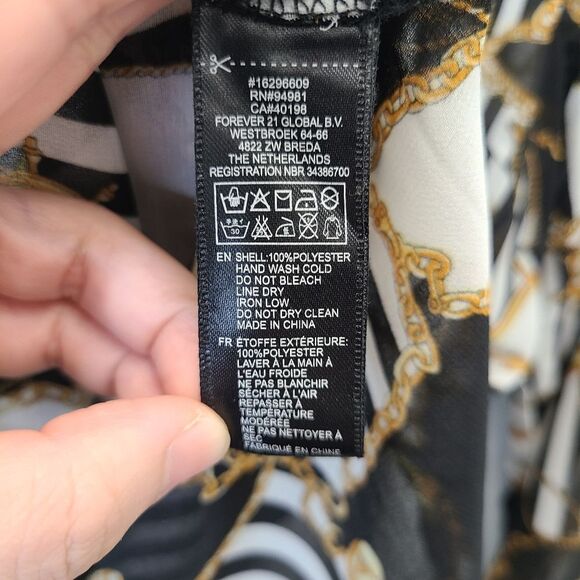 #16296609
RN#94981
CA#40198
FOREVER 21 GLOBAL B.V.
WESTBROEK 64-66
4822 ZW BREDA
THE NETHERLANDS
REGISTRATION NBR 34386700
30
EN SHELL:100%POLYESTER
HAND WASH COLD
DO NOT BLEACH
LINE DRY
IRON LOW
DO NOT DRY CLEAN
MADE IN CHINA
FR ÉTOFFE EXTÉRIEURE:
100%POLYESTER
LAVER À LA MAIN À
L'EAU FROIDE
NE PAS BLANCHIR
SÉCHER À L'AIR
REPASSER À
TEMPÉRATURE
MODÉRÉE
NE PAS NETTOYER À
SEC
FABRIQUÉ EN CHINE